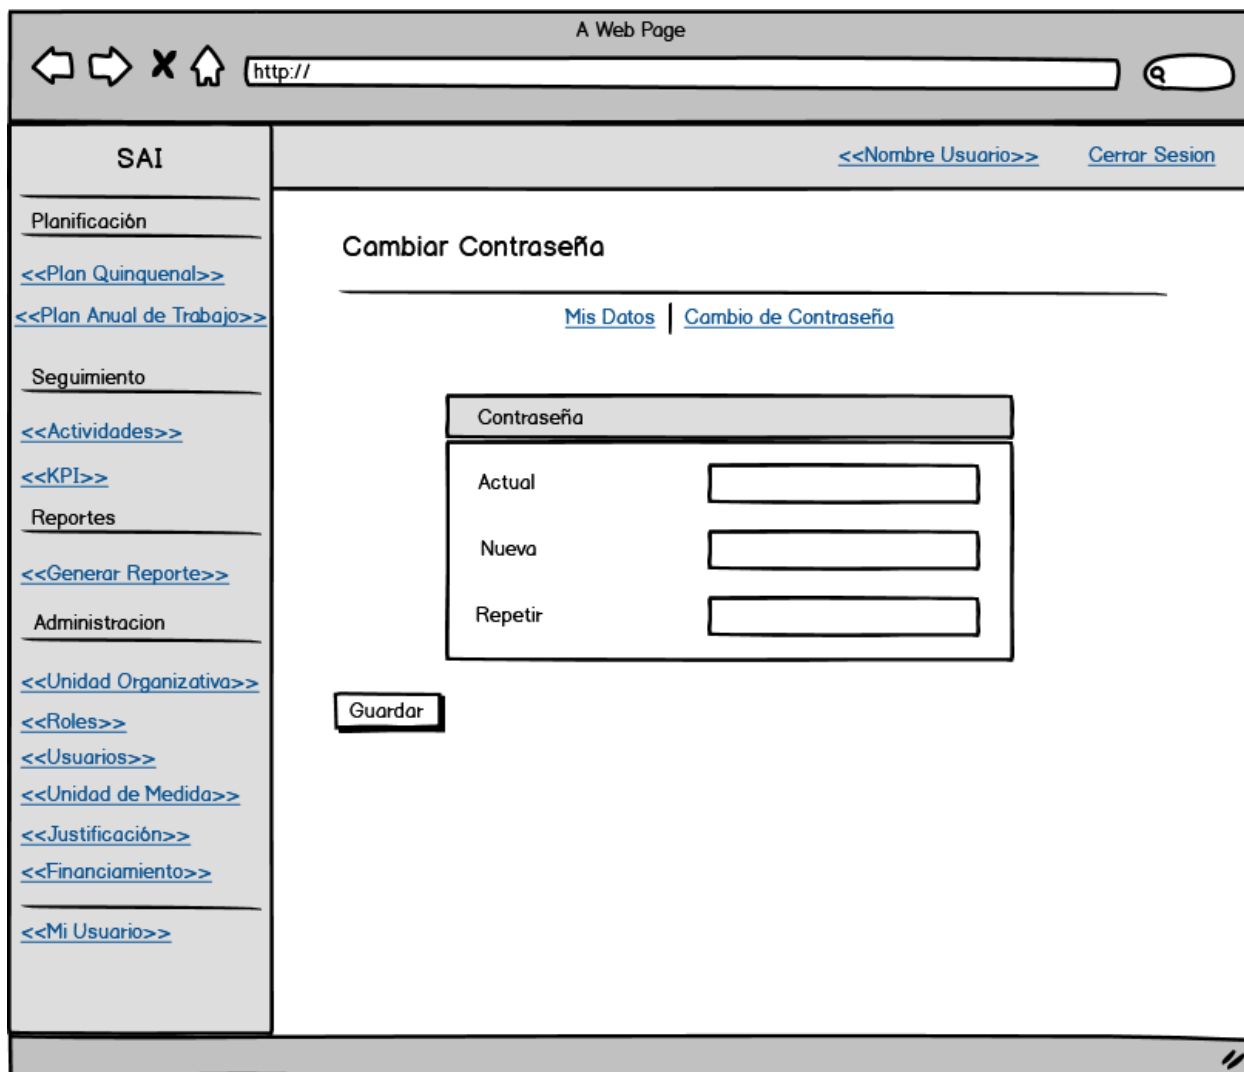 A Web Page
http://
SAI
<<Nombre Usuario>> Cerrar Sesion
Planificación
<<Plan Quinquenal>>
<<Plan Anual de Trabajo>>
Seguimiento
<<Actividades>>
<<KPI>>
Reportes
<<Generar Reporte>>
Administracion
<<Unidad Organizativa>>
<<Roles>>
<<Usuarios>>
<<Unidad de Medida>>
<<Justificación>>
<<Financiamiento>>
<<Mi Usuario>>
Cambiar Contraseña
Mis Datos Cambio de Contraseña
Contraseña
Actual
Nueva
Repetir
Guardar